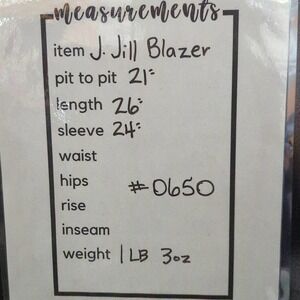 measurements
item J. Jill Blazer
pit to pit 21"
length 26"
sleeve 24"
waist
hips
#0650
rise
inseam
weight 1 LB 3oz